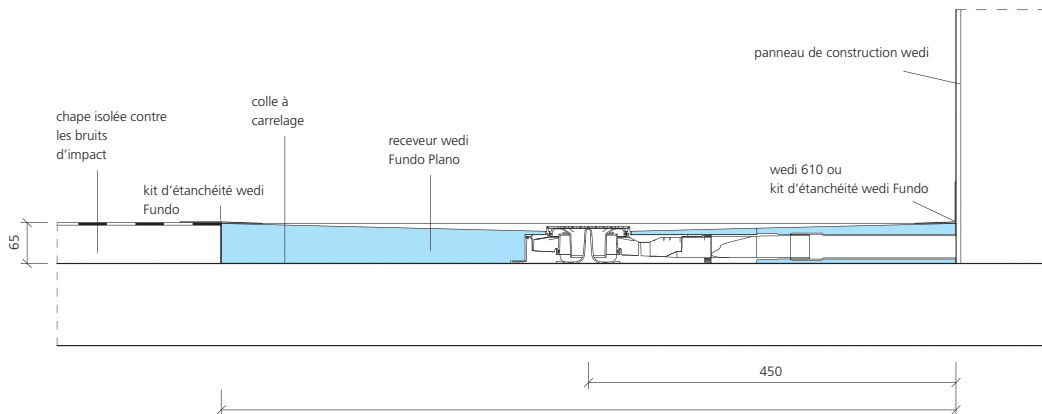 panneau de construction wedi
colle à
carrelage
chape isolée contre
les bruits
d’impact
receveur wedi
Fundo Plano
wedi 610 ou
kit d’étanchéité wedi Fundo
kit d’étanchéité wedi
Fundo
65
450